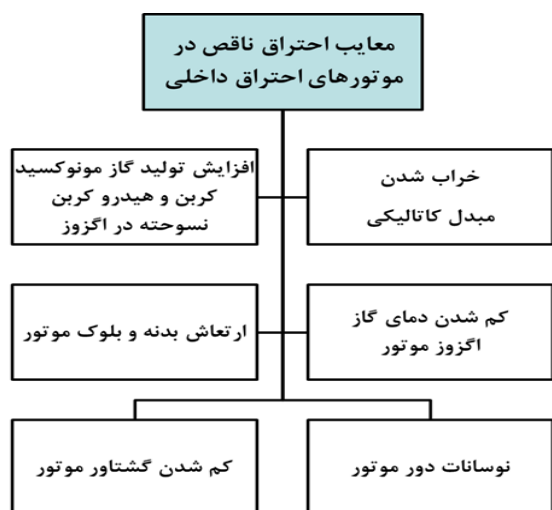 معایب احتراق ناقص در
موتورهای احتراق داخلی
خراب شدن
مبدل کاتالیکی
افزایش تولید گاز مونوکسید
کربن و هیدرو کربن
نسوخته در اگزوز
کم شدن دمای گاز
اگزوز موتور
ارتعاش بدنه و بلوک موتور
نوسانات دور موتور
کم شدن گشتاور موتور